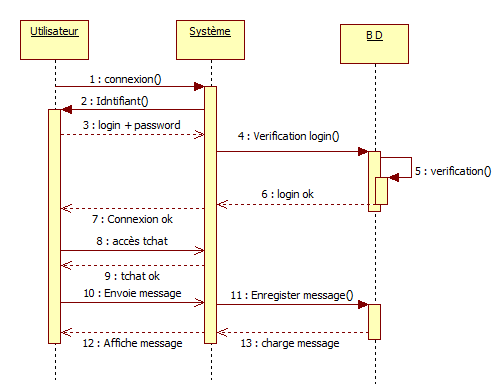 Utilisateur
Système
B D
1 : connexion()
2 : Idntifiant()
3 : login + password
4 : Verification login()
5 : verification()
6 : login ok
7 : Connexion ok
8 : accès tchat
9 : tchat ok
10 : Envoie message
11 : Enregister message()
12 : Affiche message
13 : charge message